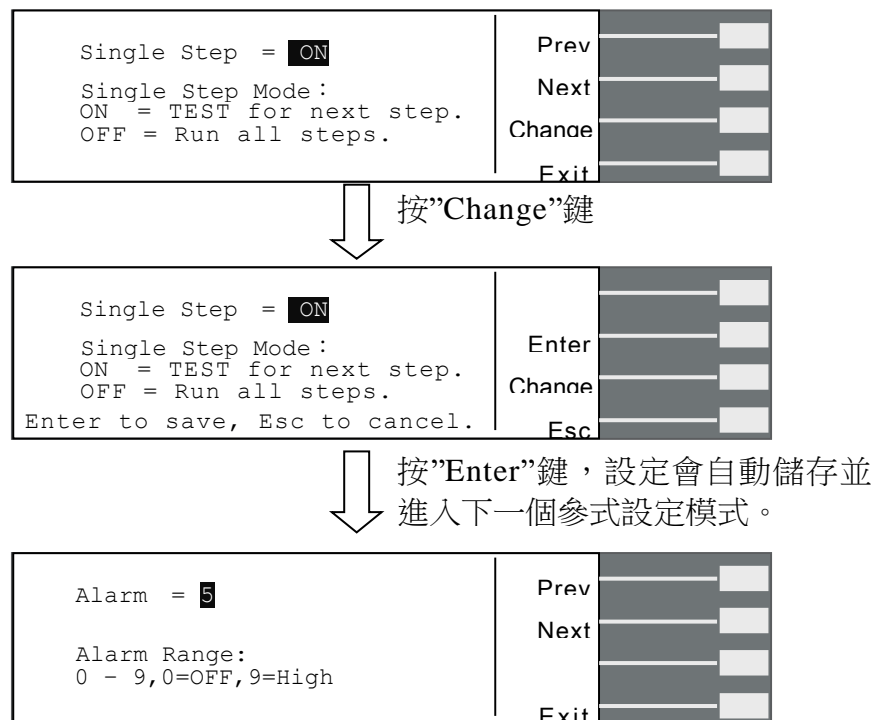 Single Step = ON
Single Step Mode：
ON = TEST for next step.
OFF = Run all steps.
Prev
Next
Change
Exit
按”Change”鍵
Single Step = ON
Single Step Mode：
ON = TEST for next step.
OFF = Run all steps.
Enter to save, Esc to cancel.
Enter
Change
Esc
按”Enter”鍵，設定會自動儲存並
進入下一個參式設定模式。
Alarm = 5
Alarm Range:
0 – 9,0=OFF,9=High
Prev
Next
Exit